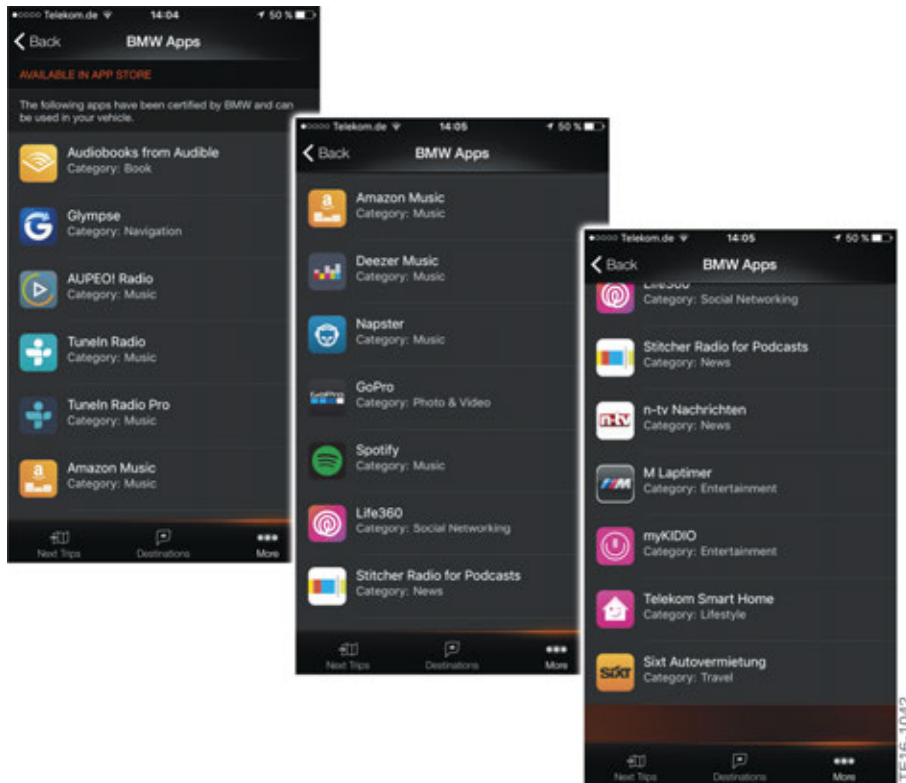 Telekom.de 14:04 50 %
Back BMW Apps
AVAILABLE IN APP STORE
The following apps have been certified by BMW and can
be used in your vehicle.
Audiobooks from Audible
Category: Book
Glympse
Category: Navigation
AUPEO! Radio
Category: Music
TuneIn Radio
Category: Music
TuneIn Radio Pro
Category: Music
a
Amazon Music
Category: Music
Next Trips Destinations More
Telekom.de 14:05 50 %
Back BMW Apps
a
Amazon Music
Category: Music
Deezer Music
Category: Music
Napster
Category: Music
GoPro
GoPro
Category: Photo & Video
Spotify
Category: Music
Life360
Category: Social Networking
Stitcher Radio for Podcasts
Category: News
Next Trips Destinations More
Telekom.de 14:05 50 %
Back BMW Apps
Life360
Category: Social Networking
Stitcher Radio for Podcasts
Category: News
n-tv
n-tv Nachrichten
Category: News
M
M Laptimer
Category: Entertainment
myKIDIO
Category: Entertainment
Telekom Smart Home
Category: Lifestyle
SIXT
Sixt Autovermietung
Category: Travel
Next Trips Destinations More
TE16-1042